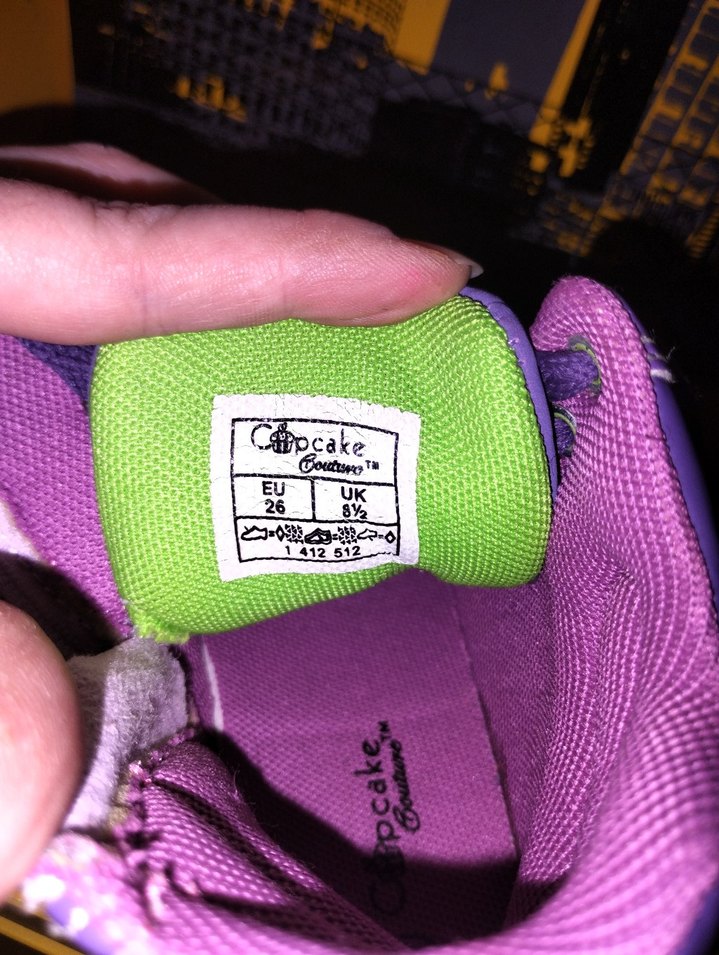 Cupcake
Couture™
EU
26
UK
8½
1 412 512
Cupcake
Couture™